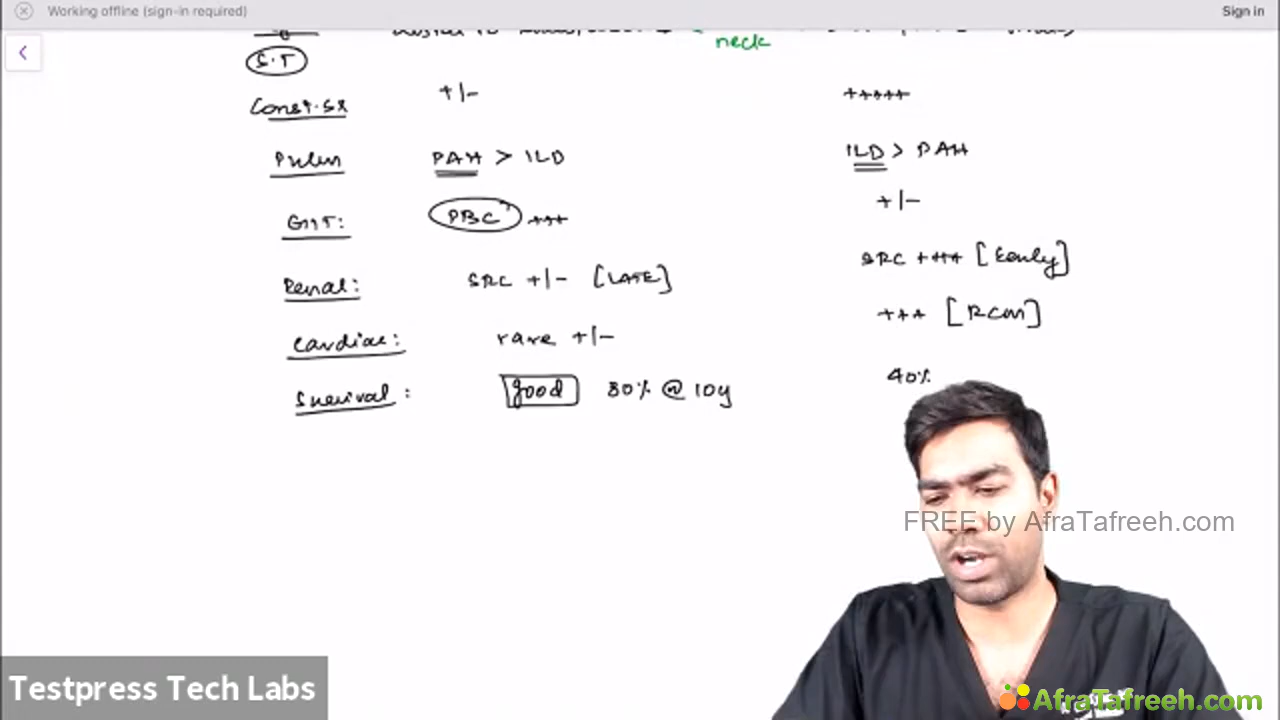 Working offline (sign-in required)
Sign in
neck
S.T
Const.sx +/- +++++
Pulm PAH > ILD ILD > PAH
GIT: PBC +++ +/-
Renal: SRC +/- [LATE] SRC +++ [Early]
Cardiac: rare +/- +++ [RCM]
Survival: good 80% @ 10y 40%
FREE by AfraTafreeh.com
Testpress Tech Labs
AfraTafreeh.com